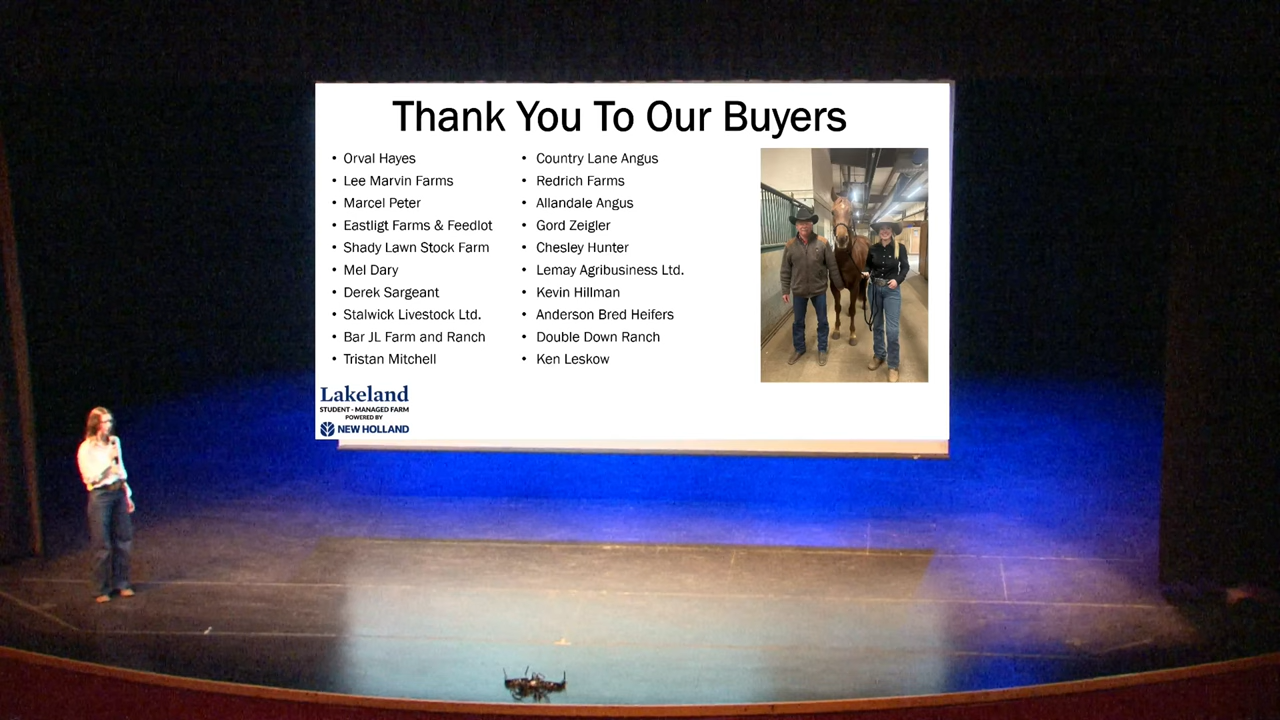 Thank You To Our Buyers
• Orval Hayes
• Lee Marvin Farms
• Marcel Peter
• Eastligt Farms & Feedlot
• Shady Lawn Stock Farm
• Mel Dary
• Derek Sargeant
• Stalwick Livestock Ltd.
• Bar JL Farm and Ranch
• Tristan Mitchell
• Country Lane Angus
• Redrich Farms
• Allandale Angus
• Gord Zeigler
• Chesley Hunter
• Lemay Agribusiness Ltd.
• Kevin Hillman
• Anderson Bred Heifers
• Double Down Ranch
• Ken Leskow
Lakeland
STUDENT - MANAGED FARM
POWERED BY
NEW HOLLAND